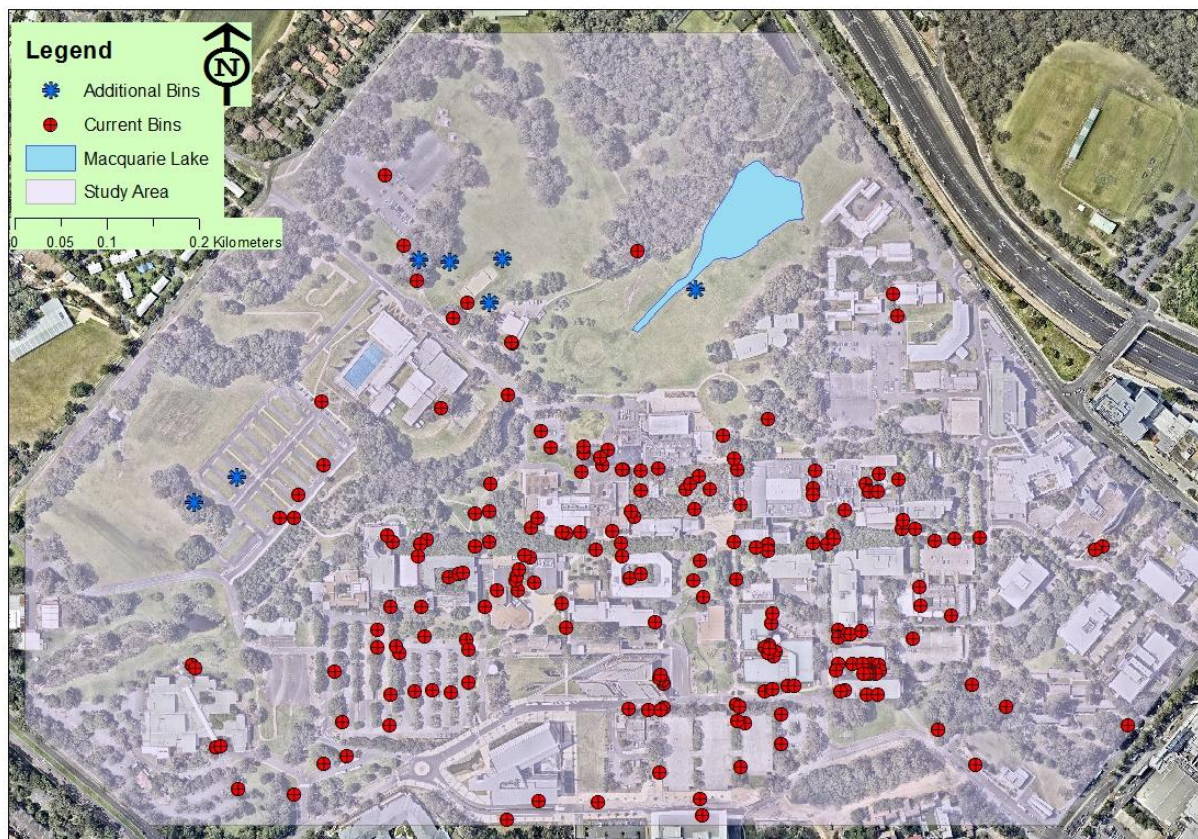 Legend
N
Additional Bins
Current Bins
Macquarie Lake
Study Area
0 0.05 0.1 0.2 Kilometers